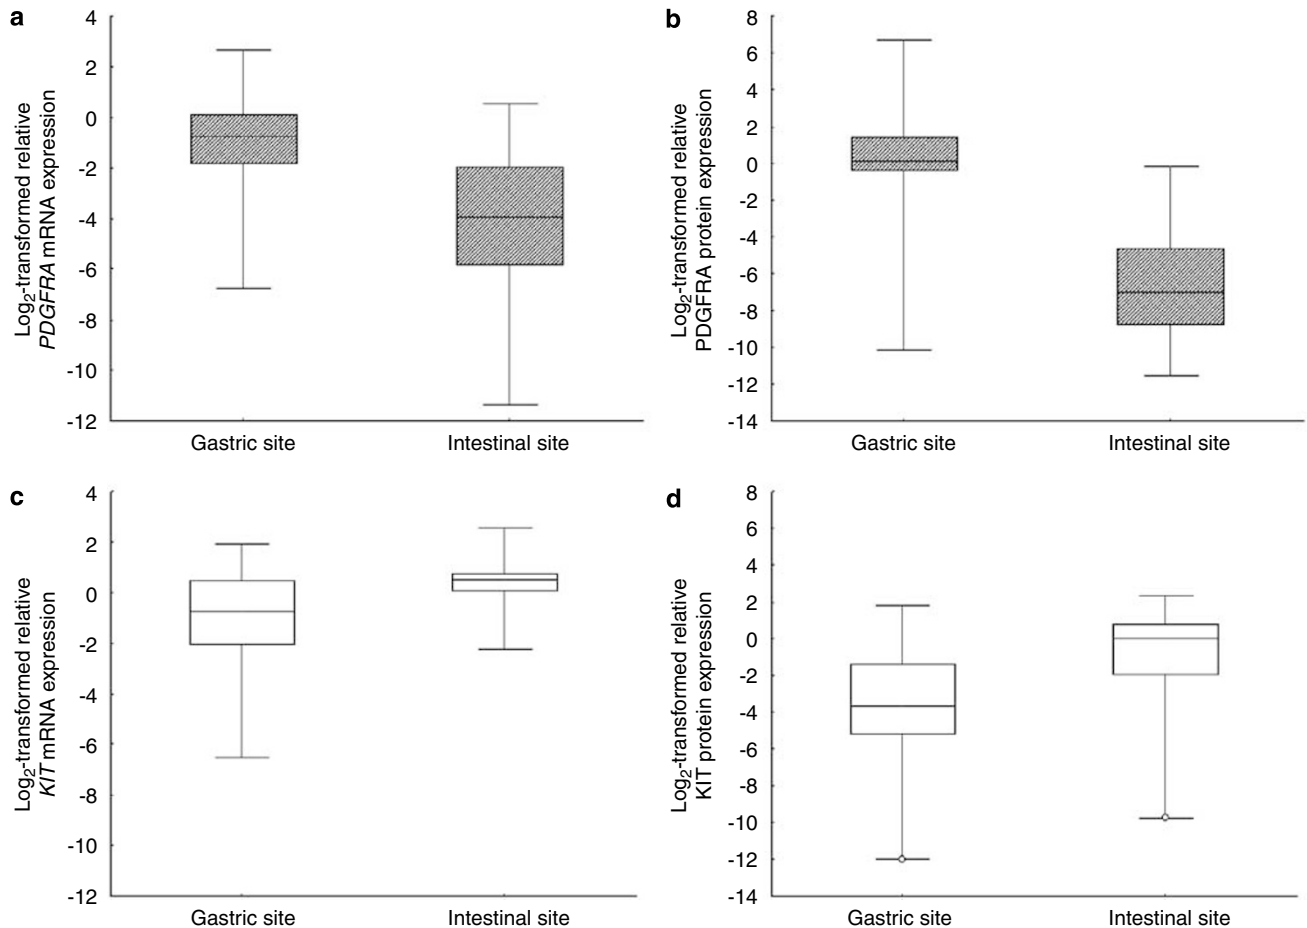 a
4
2
0
-2
-4
-6
-8
-10
-12
Log2-transformed relative
PDGFRA mRNA expression
Gastric site
Intestinal site
b
8
6
4
2
0
-2
-4
-6
-8
-10
-12
-14
Log2-transformed relative
PDGFRA protein expression
Gastric site
Intestinal site
c
4
2
0
-2
-4
-6
-8
-10
-12
Log2-transformed relative
KIT mRNA expression
Gastric site
Intestinal site
d
8
6
4
2
0
-2
-4
-6
-8
-10
-12
-14
Log2-transformed relative
KIT protein expression
Gastric site
Intestinal site